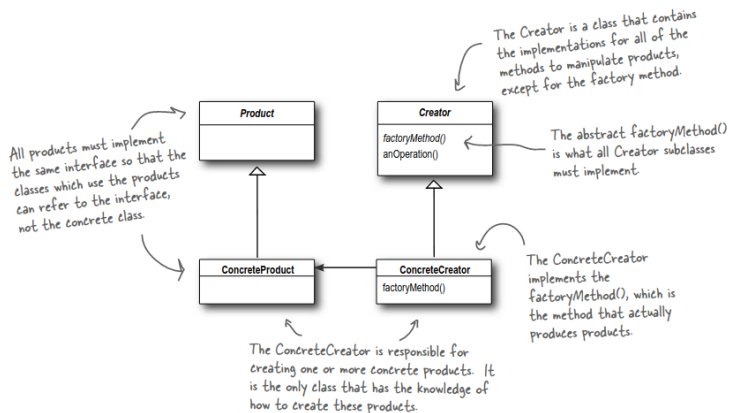 The Creator is a class that contains
the implementations for all of the
methods to manipulate products,
except for the factory method.
Product
Creator
factoryMethod()
anOperation()
All products must implement
the same interface so that the
classes which use the products
can refer to the interface,
not the concrete class.
The abstract factoryMethod()
is what all Creator subclasses
must implement.
ConcreteProduct
ConcreteCreator
factoryMethod()
The ConcreteCreator
implements the
factoryMethod(), which is
the method that actually
produces products.
The ConcreteCreator is responsible for
creating one or more concrete products. It
is the only class that has the knowledge of
how to create these products.